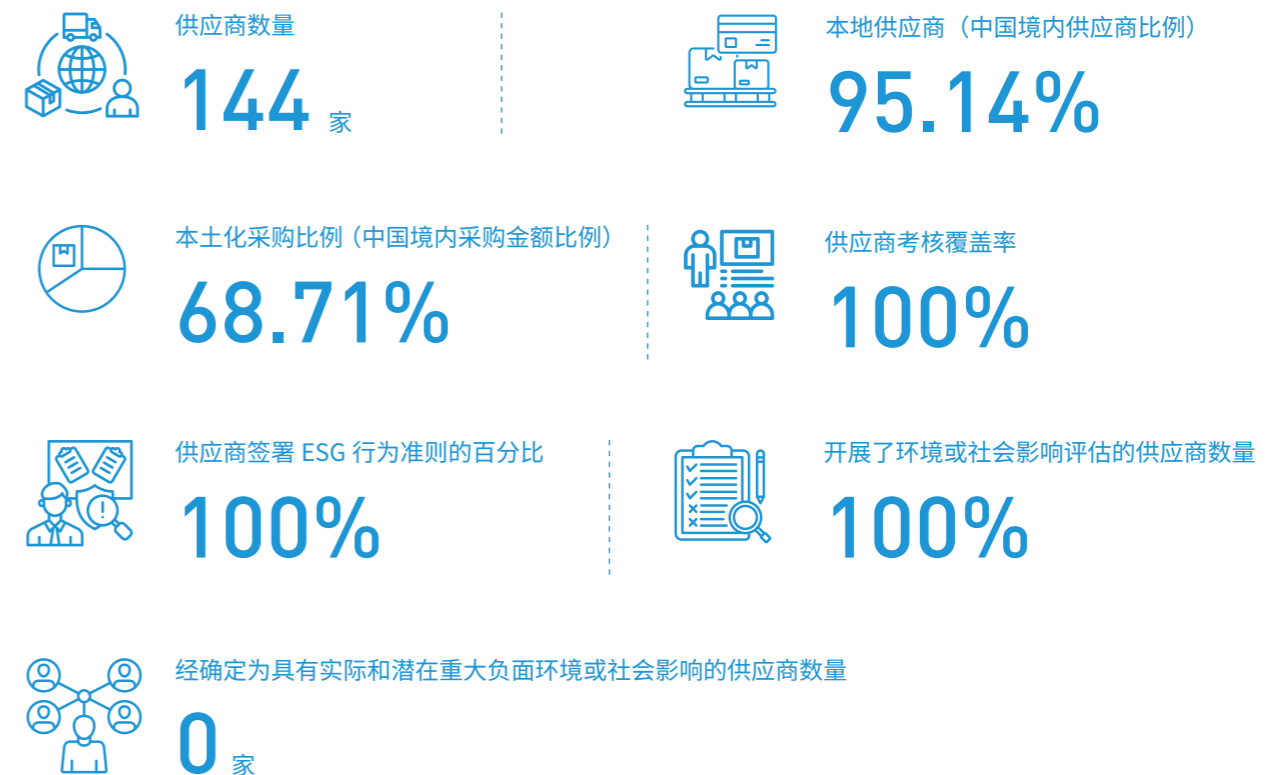 供应商数量
144 家
本地供应商（中国境内供应商比例）
95.14%
本土化采购比例（中国境内采购金额比例）
68.71%
供应商考核覆盖率
100%
供应商签署 ESG 行为准则的百分比
100%
开展了环境或社会影响评估的供应商数量
100%
经确定为具有实际和潜在重大负面环境或社会影响的供应商数量
0 家